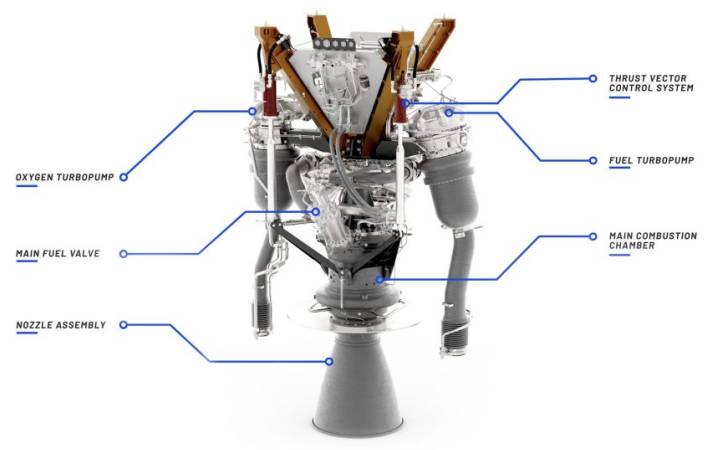 THRUST VECTOR
CONTROL SYSTEM
OXYGEN TURBOPUMP
FUEL TURBOPUMP
MAIN FUEL VALVE
MAIN COMBUSTION
CHAMBER
NOZZLE ASSEMBLY